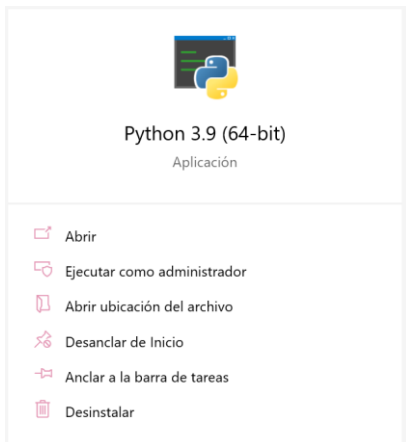 Python 3.9 (64-bit)
Aplicación
Abrir
Ejecutar como administrador
Abrir ubicación del archivo
Desanclar de Inicio
Anclar a la barra de tareas
Desinstalar